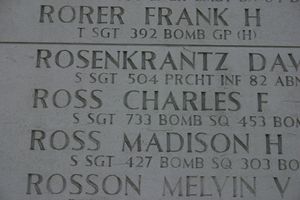 RORER FRANK H
T SGT 392 BOMB GP (H)
ROSENKRANTZ DAV
S SGT 504 PRCHT INF 82 ABN
ROSS CHARLES F
S SGT 733 BOMB SQ 453 BOM
ROSS MADISON H
S SGT 427 BOMB SQ 303 BO
ROSSON MELVIN V